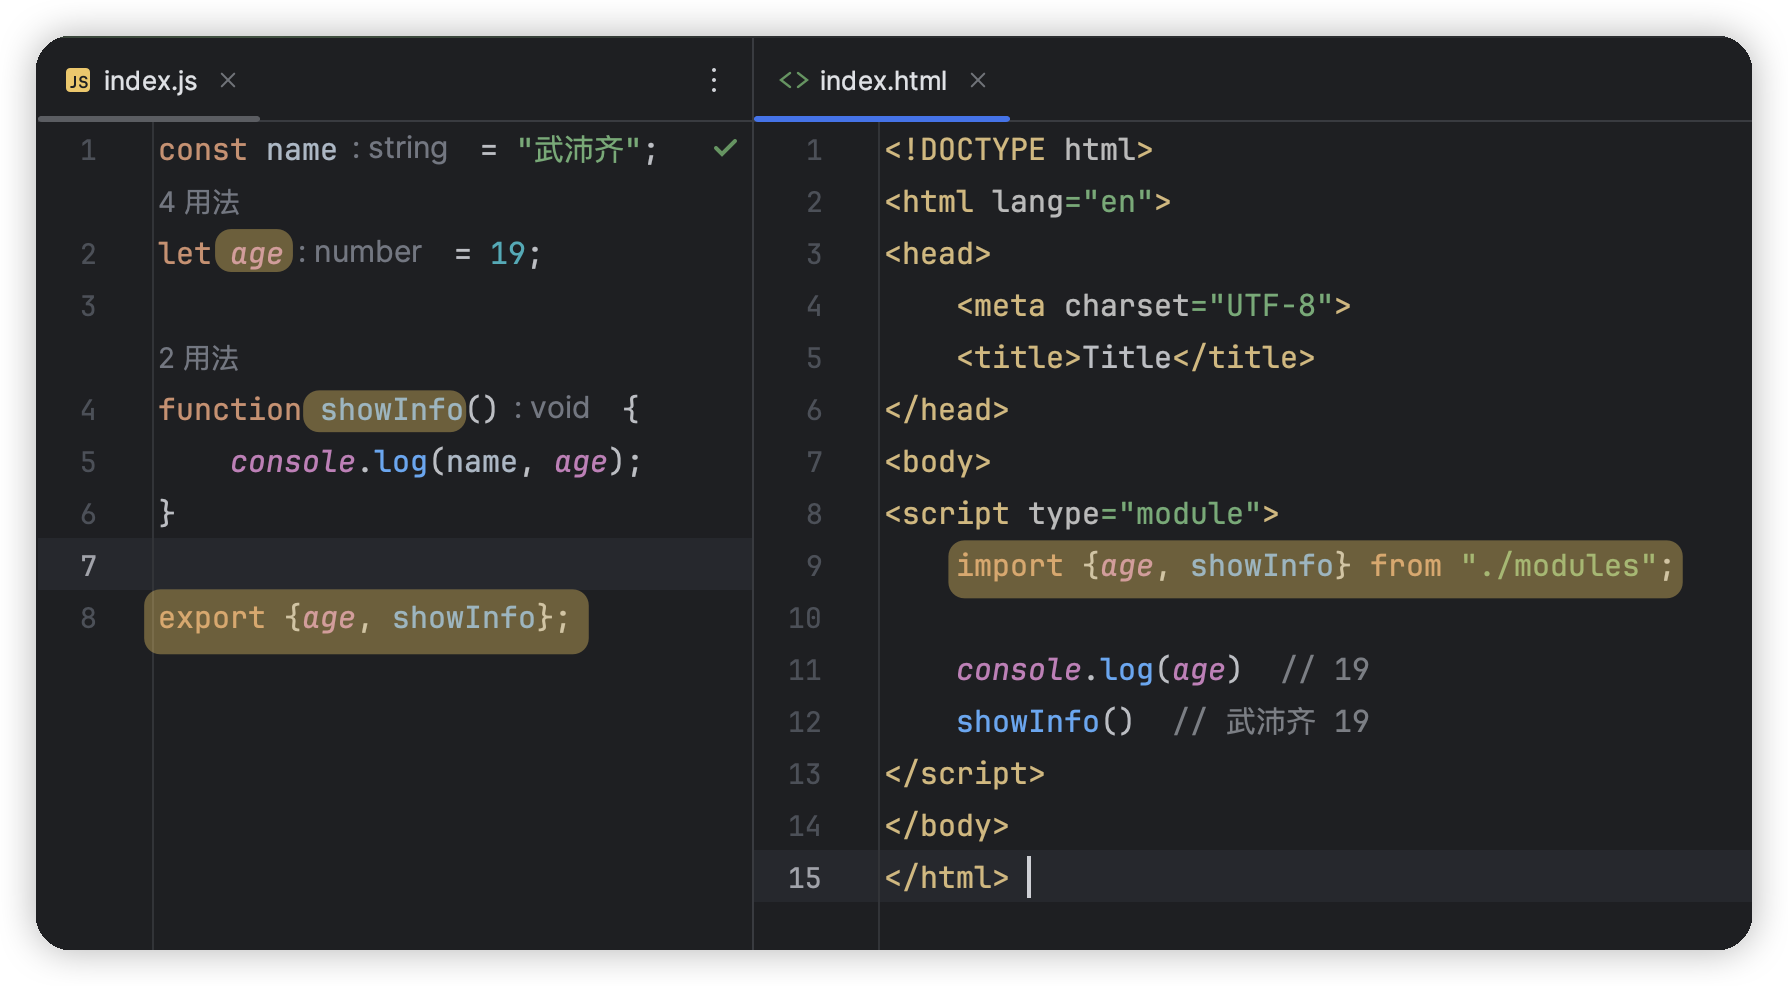 JS index.js
1 const name : string = "武沛齐";
4 用法
2 let age : number = 19;
3
2 用法
4 function showInfo() : void {
5 console.log(name, age);
6 }
7
8 export {age, showInfo};
<> index.html
1 <!DOCTYPE html>
2 <html lang="en">
3 <head>
4 <meta charset="UTF-8">
5 <title>Title</title>
6 </head>
7 <body>
8 <script type="module">
9 import {age, showInfo} from "./modules";
10
11 console.log(age) // 19
12 showInfo() // 武沛齐 19
13 </script>
14 </body>
15 </html>